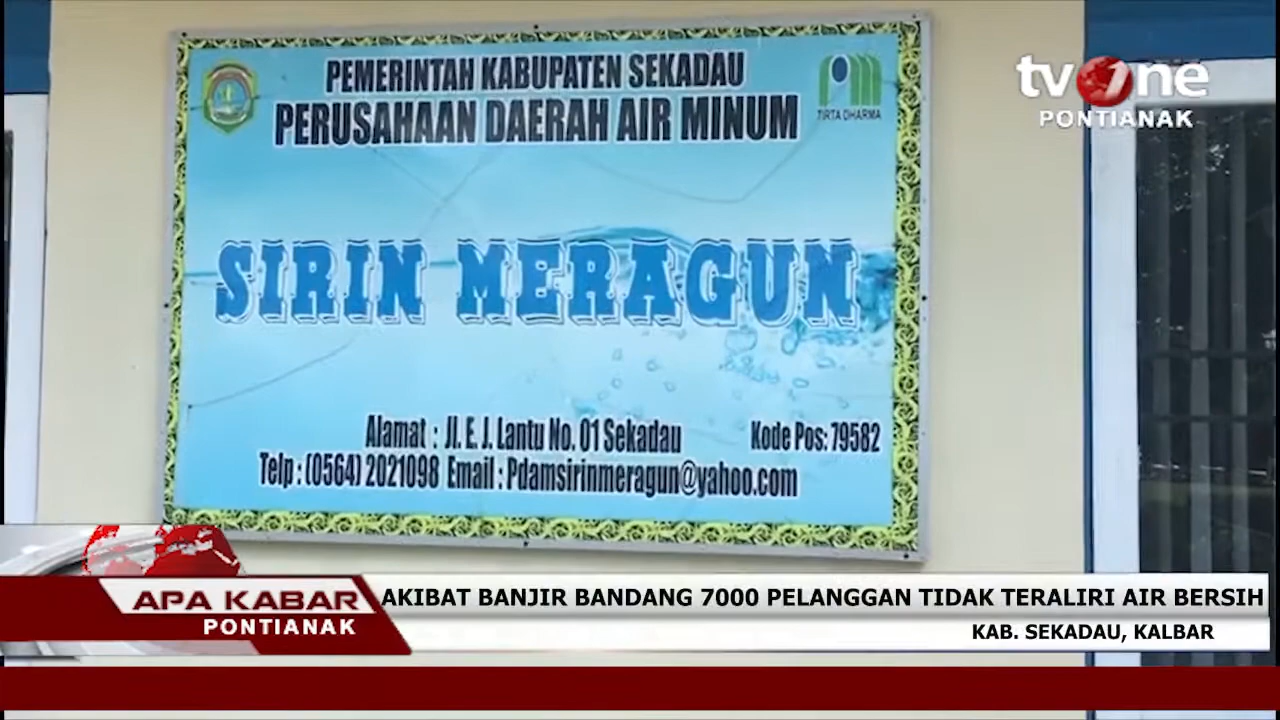 PEMERINTAH KABUPATEN SEKADAU
PERUSAHAAN DAERAH AIR MINUM
TIRTA DHARMA
SIRIN MERAGUN
Alamat : Jl. E. J. Lantu No. 01 Sekadau
Kode Pos: 79582
Telp : (0564) 2021098 Email : Pdamsirinmeragun@yahoo.com
tvOne
PONTIANAK
APA KABAR
PONTIANAK
AKIBAT BANJIR BANDANG 7000 PELANGGAN TIDAK TERALIRI AIR BERSIH
KAB. SEKADAU, KALBAR